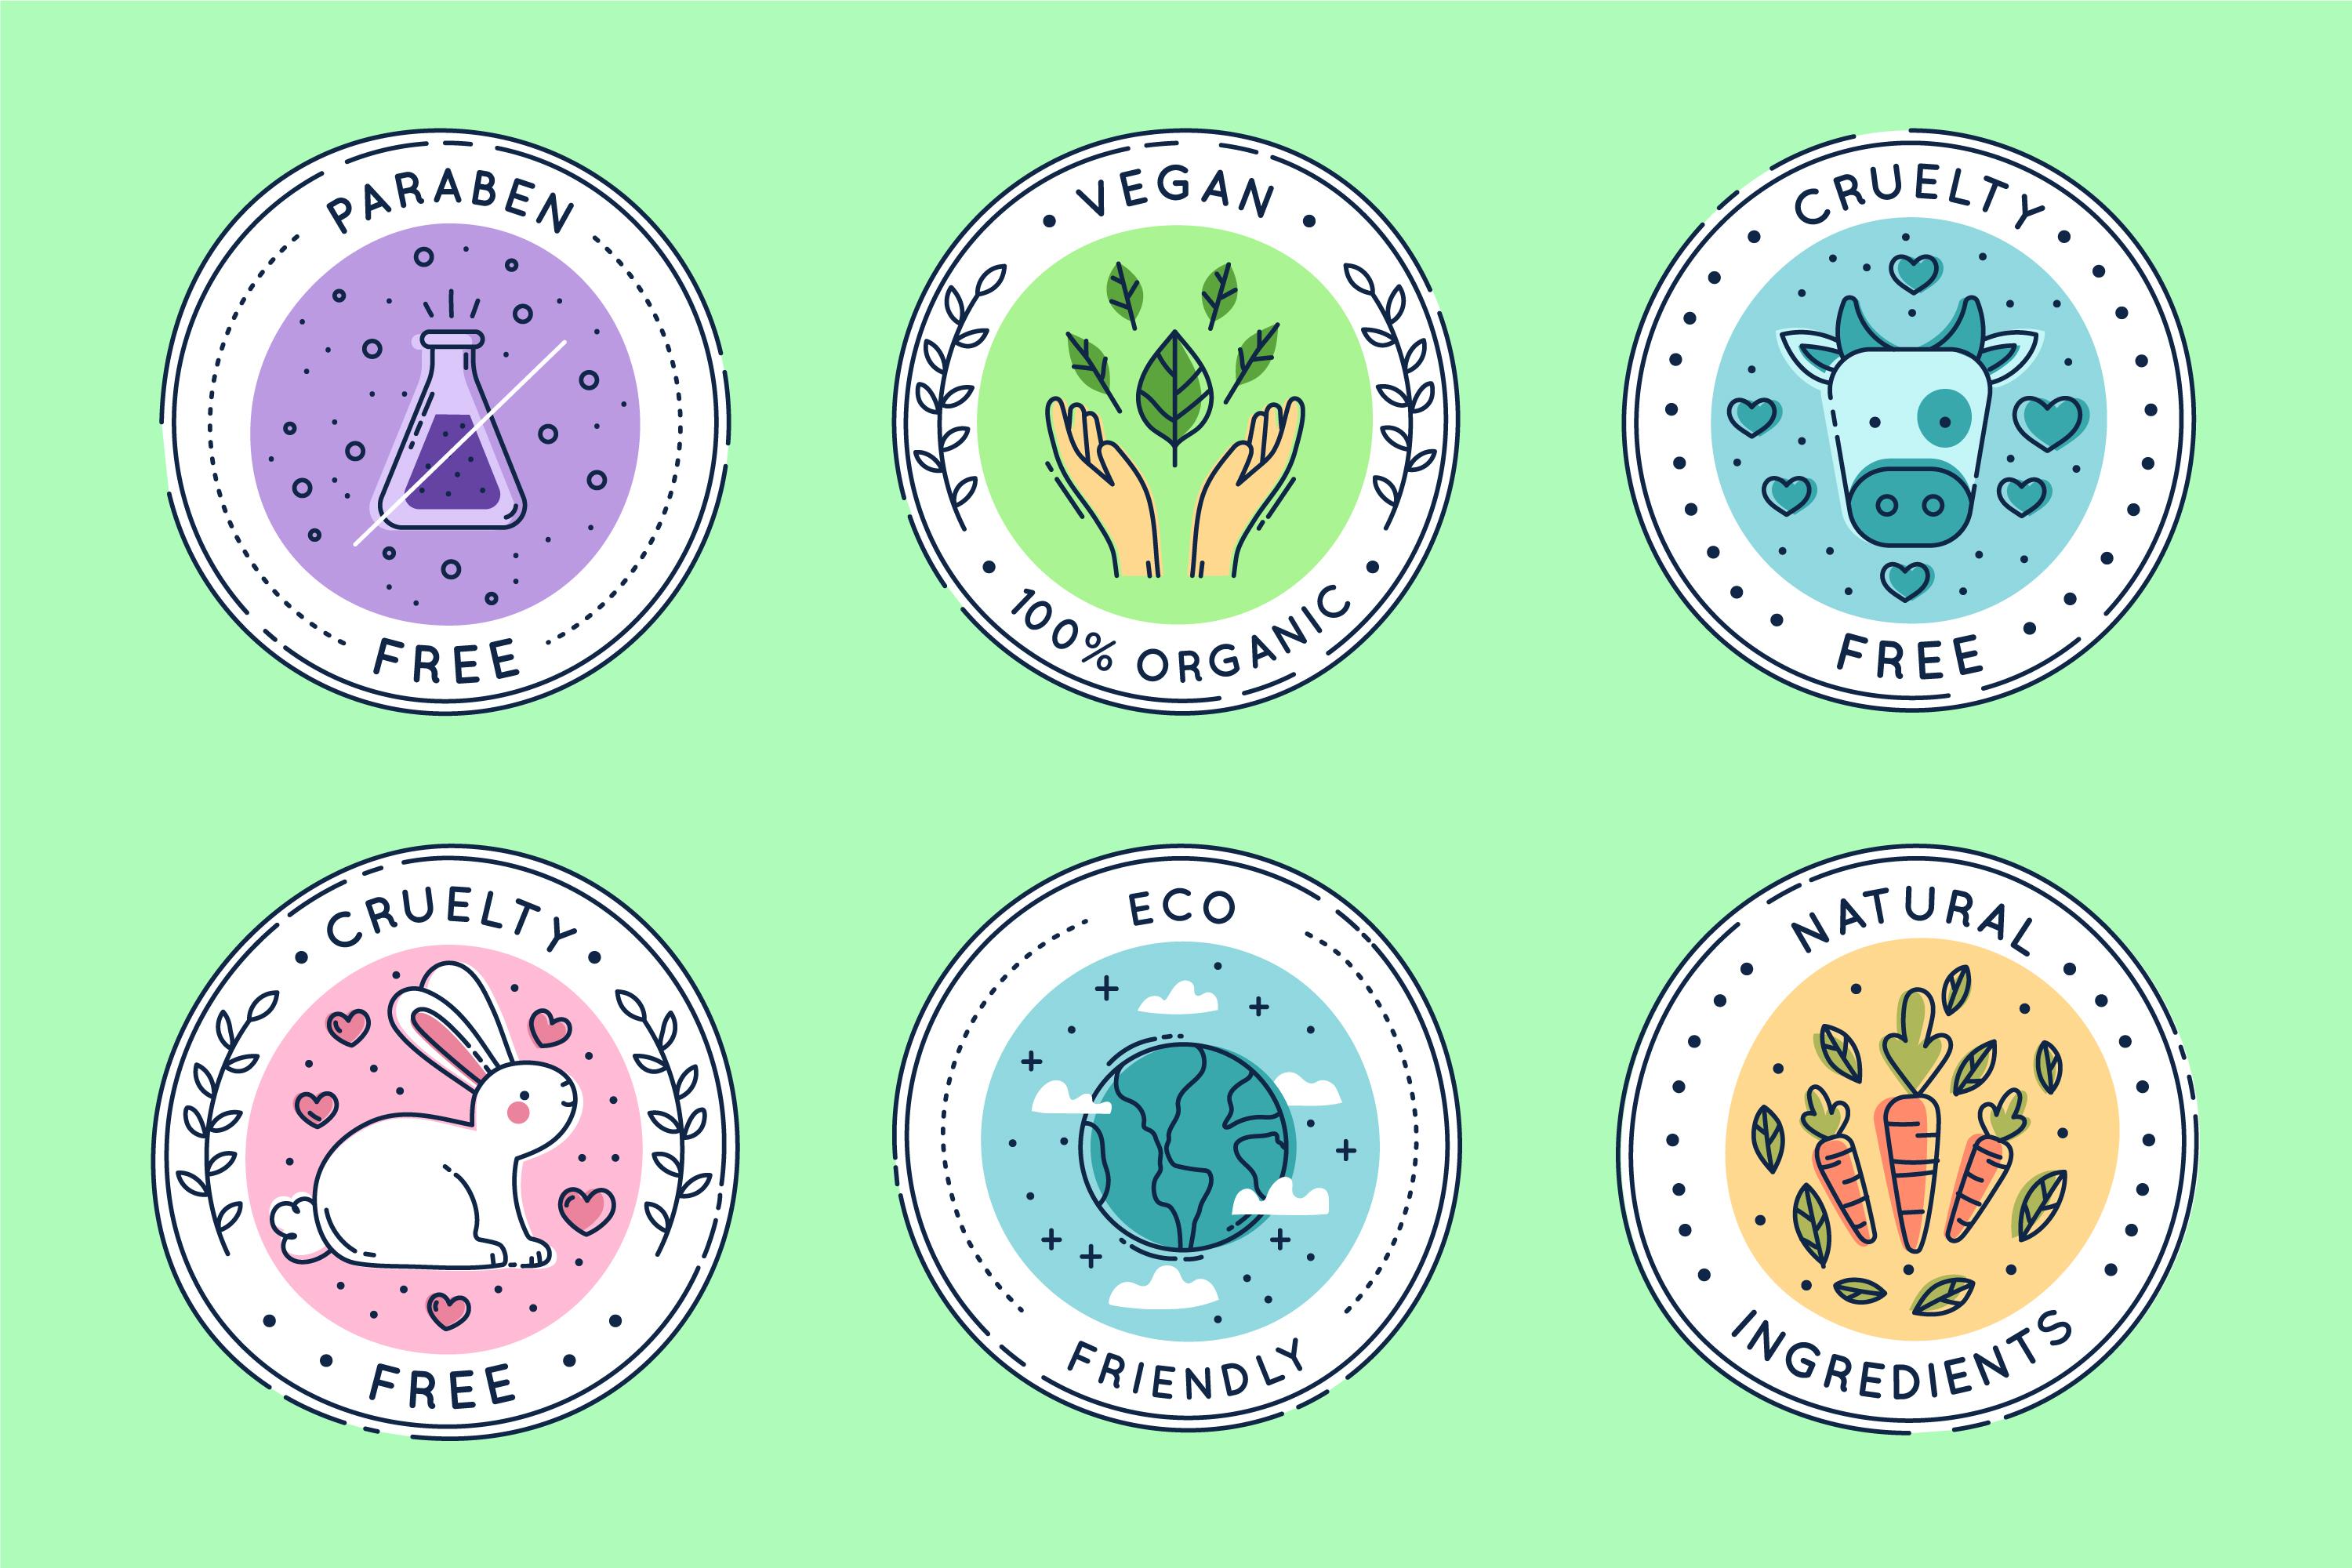 PARABEN
FREE
VEGAN
100% ORGANIC
CRUELTY
FREE
CRUELTY
FREE
ECO
FRIENDLY
NATURAL
INGREDIENTS